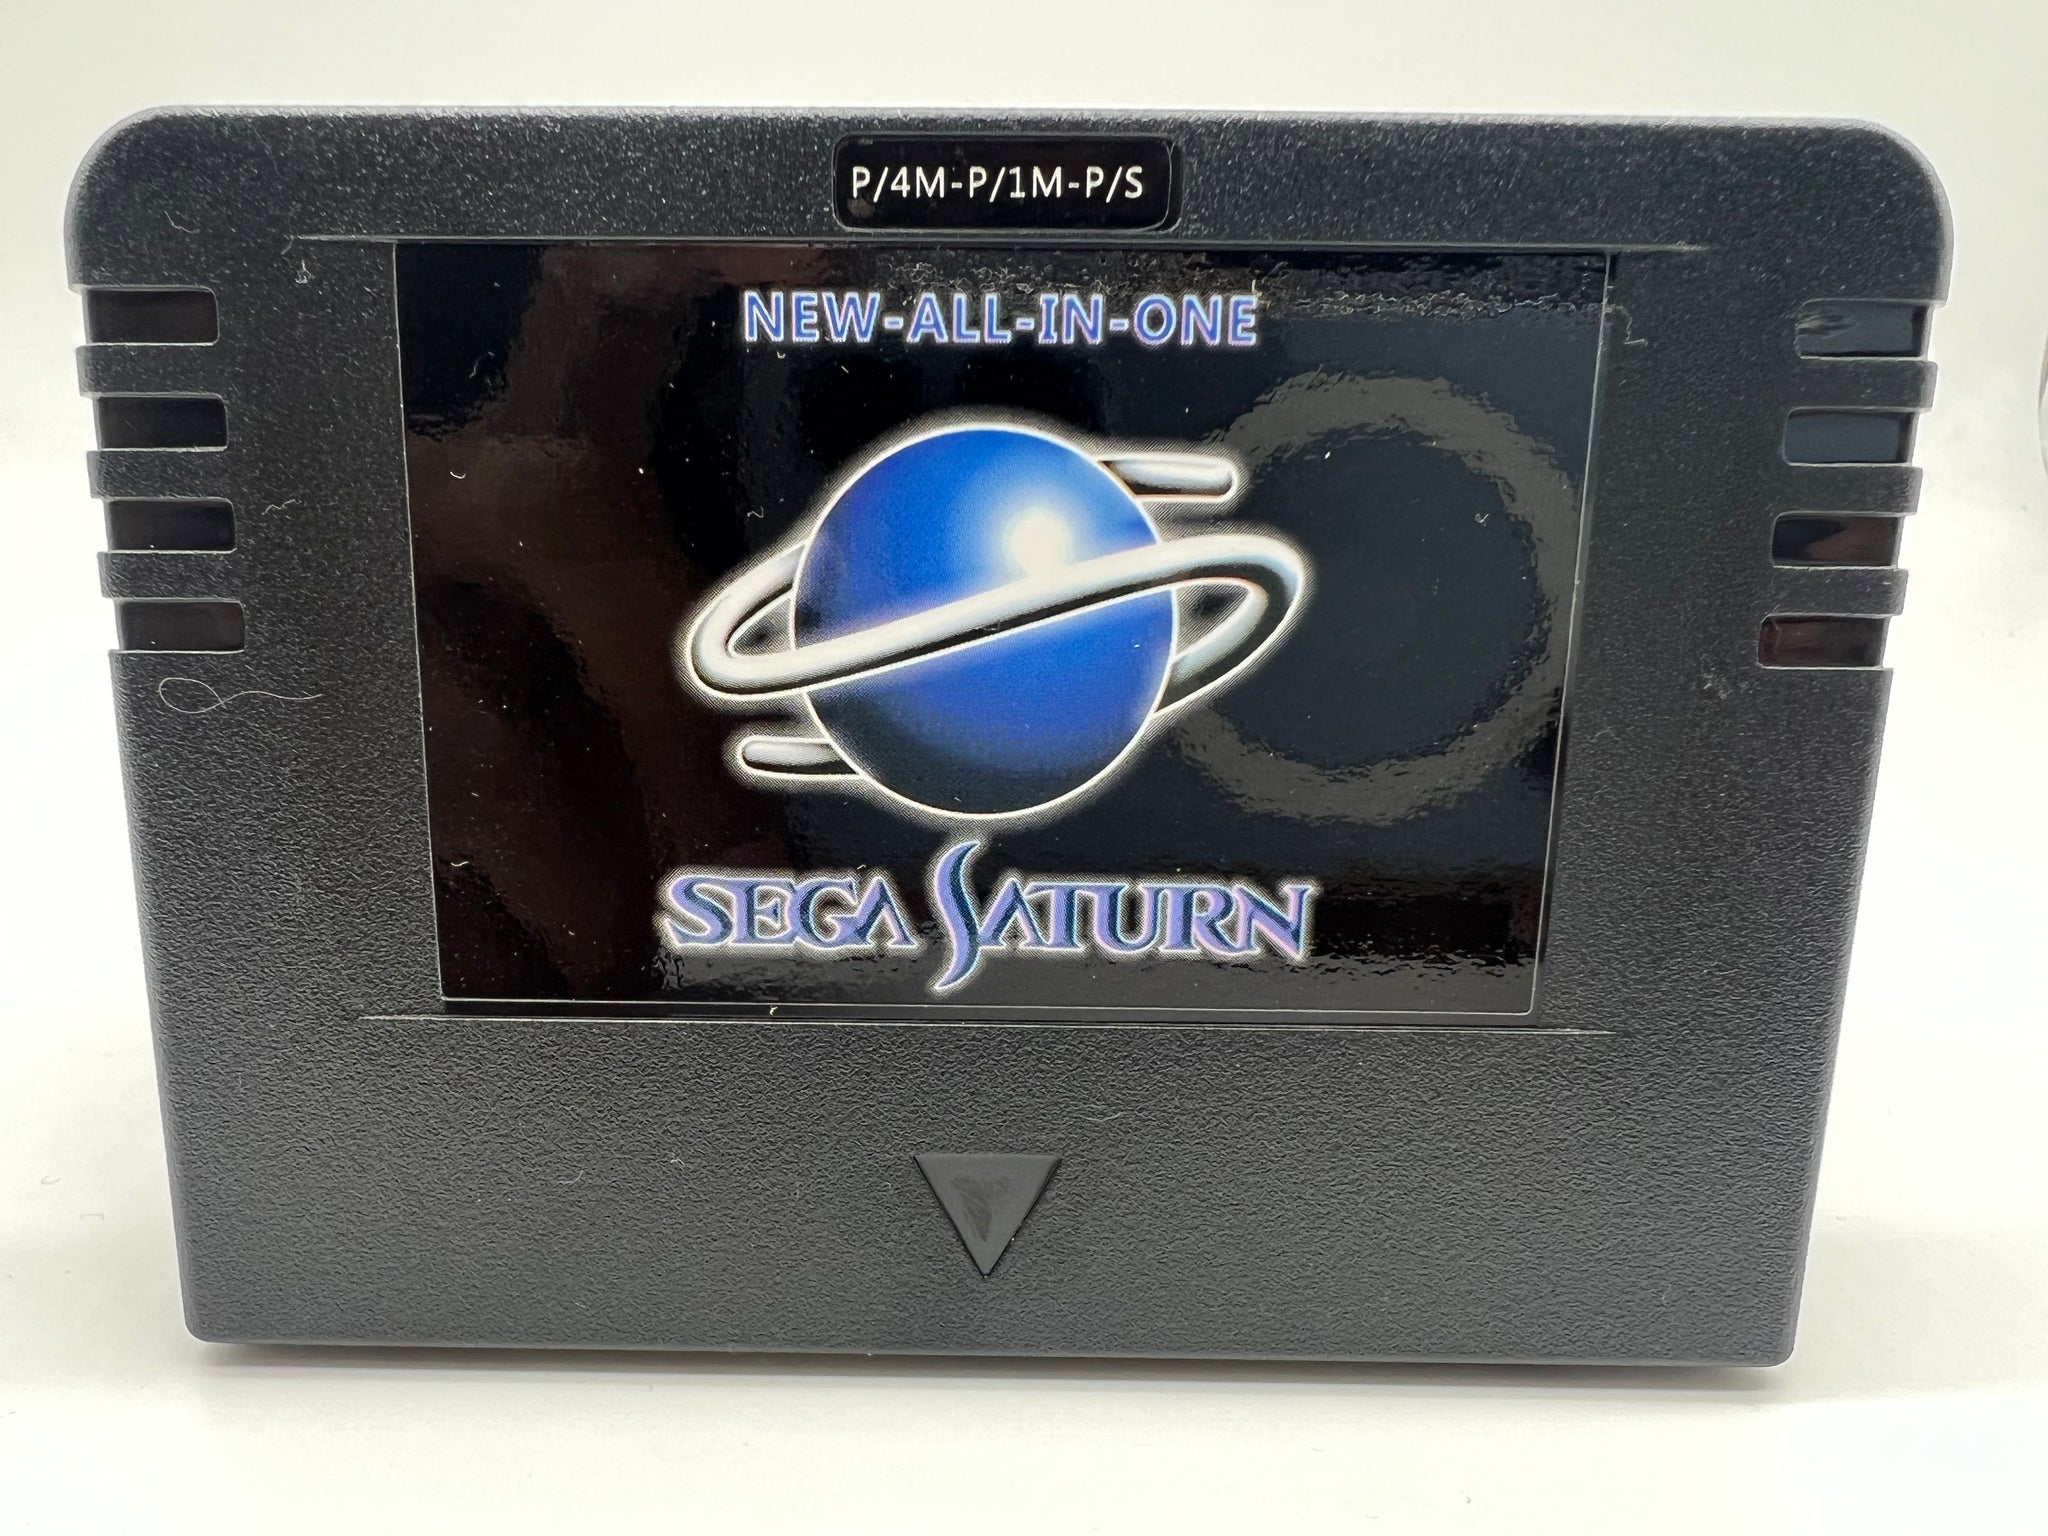 P/4M-P/1M-P/S
NEW-ALL-IN-ONE
SEGA SATURN